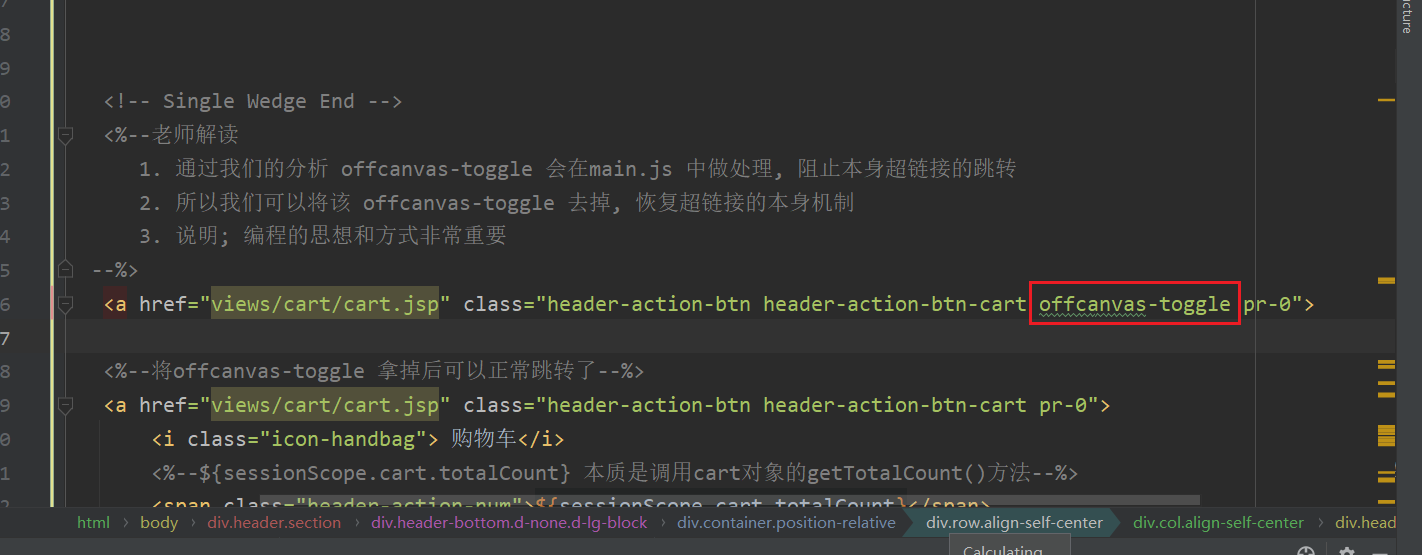 8
9
0
<!-- Single Wedge End -->
1
<%--老师解读
2
1. 通过我们的分析 offcanvas-toggle 会在main.js 中做处理, 阻止本身超链接的跳转
3
2. 所以我们可以将该 offcanvas-toggle 去掉, 恢复超链接的本身机制
4
3. 说明; 编程的思想和方式非常重要
5
--%>
6
<a href="views/cart/cart.jsp" class="header-action-btn header-action-btn-cart offcanvas-toggle pr-0">
7
8
<%--将offcanvas-toggle 拿掉后可以正常跳转了--%>
9
<a href="views/cart/cart.jsp" class="header-action-btn header-action-btn-cart pr-0">
0
<i class="icon-handbag"> 购物车</i>
1
<%--${sessionScope.cart.totalCount} 本质是调用cart对象的getTotalCount()方法--%>
2
<span class="header-action-num">${sessionScope.cart.totalCount}</span>
html › body › div.header.section › div.header-bottom.d-none.d-lg-block › div.container.position-relative › div.row.align-self-center › div.col.align-self-center › div.head
Calculating
ucture